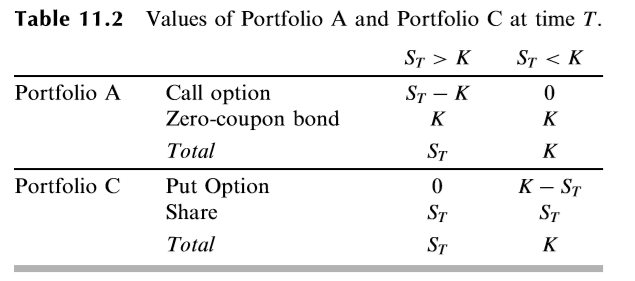 Table 11.2 Values of Portfolio A and Portfolio C at time T.
S_T > K S_T < K
Portfolio A Call option S_T − K 0
Zero-coupon bond K K
Total S_T K
Portfolio C Put Option 0 K − S_T
Share S_T S_T
Total S_T K